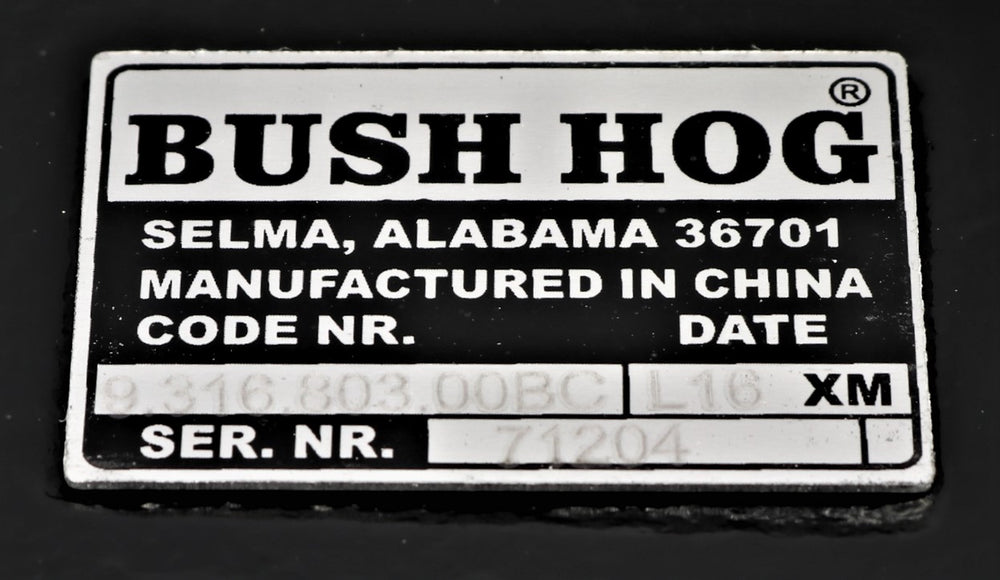 BUSH HOG®
SELMA, ALABAMA 36701
MANUFACTURED IN CHINA
CODE NR. DATE
9.316.803.00BC L16 XM
SER. NR. 71204